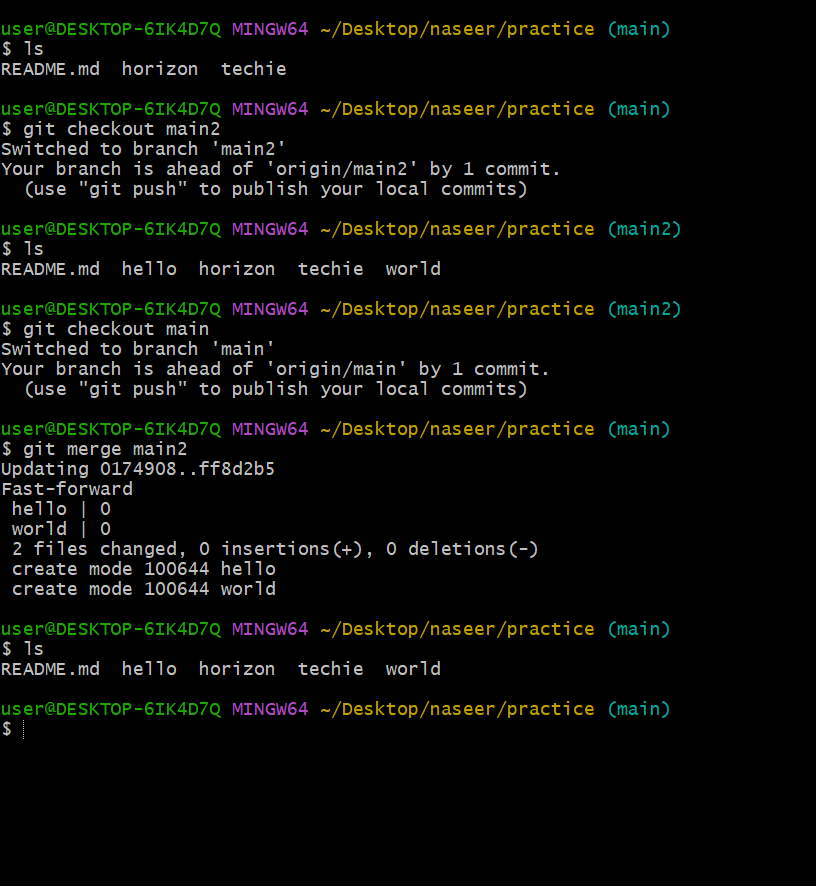 user@DESKTOP-6IK4D7Q MINGW64 ~/Desktop/naseer/practice (main)
$ ls
README.md  horizon  techie
user@DESKTOP-6IK4D7Q MINGW64 ~/Desktop/naseer/practice (main)
$ git checkout main2
Switched to branch 'main2'
Your branch is ahead of 'origin/main2' by 1 commit.
  (use "git push" to publish your local commits)
user@DESKTOP-6IK4D7Q MINGW64 ~/Desktop/naseer/practice (main2)
$ ls
README.md  hello  horizon  techie  world
user@DESKTOP-6IK4D7Q MINGW64 ~/Desktop/naseer/practice (main2)
$ git checkout main
Switched to branch 'main'
Your branch is ahead of 'origin/main' by 1 commit.
  (use "git push" to publish your local commits)
user@DESKTOP-6IK4D7Q MINGW64 ~/Desktop/naseer/practice (main)
$ git merge main2
Updating 0174908..ff8d2b5
Fast-forward
 hello | 0
 world | 0
 2 files changed, 0 insertions(+), 0 deletions(-)
 create mode 100644 hello
 create mode 100644 world
user@DESKTOP-6IK4D7Q MINGW64 ~/Desktop/naseer/practice (main)
$ ls
README.md  hello  horizon  techie  world
user@DESKTOP-6IK4D7Q MINGW64 ~/Desktop/naseer/practice (main)
$